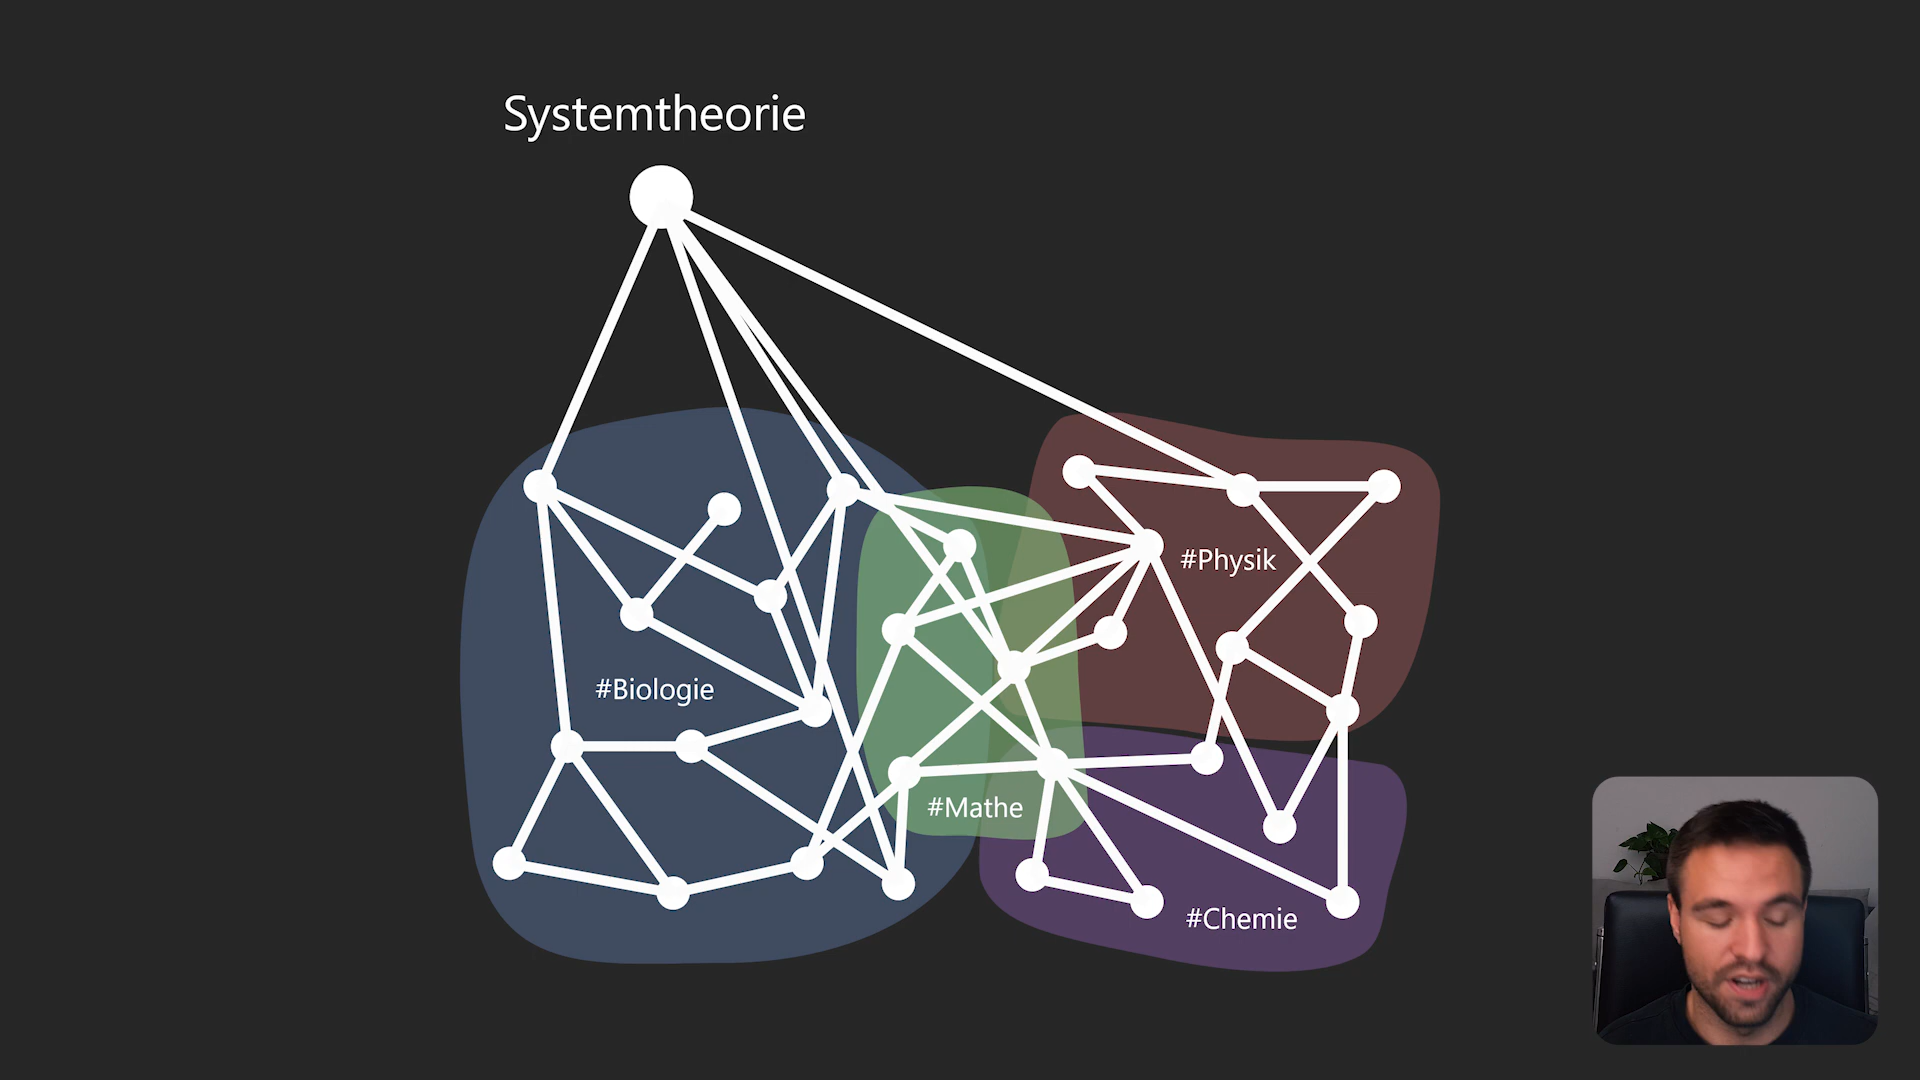 Systemtheorie
#Physik
#Biologie
#Mathe
#Chemie